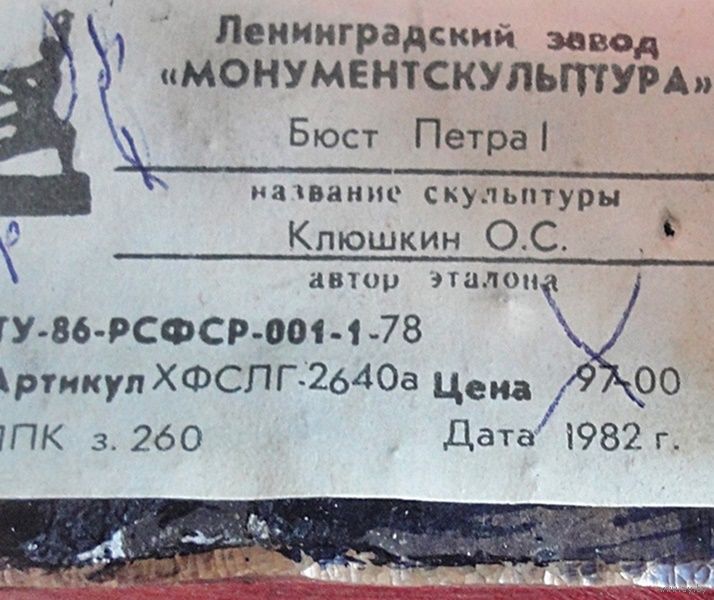 Ленинградский завод
«МОНУМЕНТСКУЛЬПТУРА»
Бюст Петра I
название скульптуры
Клюшкин О.С.
автор эталона
ТУ-86-РСФСР-001-1-78
Артикул ХФСЛГ-2640а Цена 97-00
ППК з. 260 Дата 1982 г.